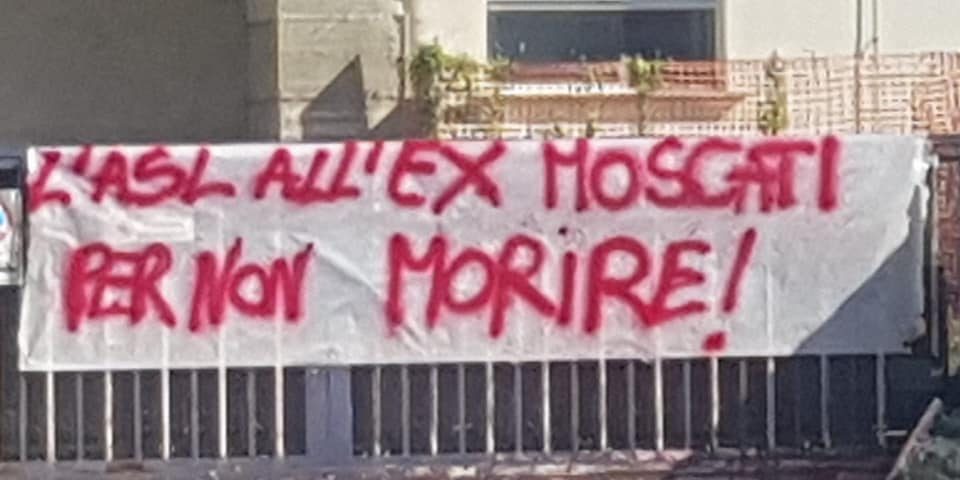 L'ASL ALL'EX MOSCATI
PER NON MORIRE!